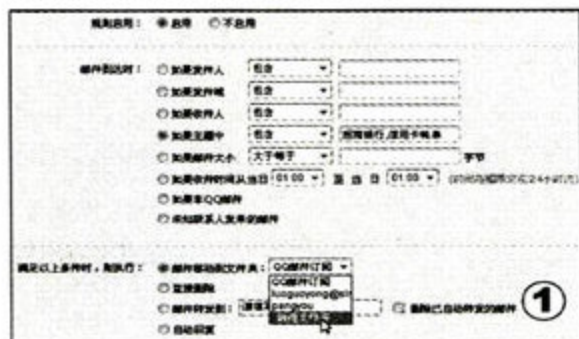 规则启用： 启用 不启用
邮件到达时： 如果发件人 包含
如果发件域 包含
如果收件人 包含
如果主题中 包含 招商银行,信用卡账单
如果邮件大小 大于等于 字节
如果收件时间从当日 01:00 至 当日 01:00
如果非QQ邮件
未知联系人发来的邮件
满足以上条件时，则执行： 邮件移动到文件夹： QQ邮件订阅
QQ邮件订阅
直接删除
邮件转发到： pengyou 删除已自动转发的邮件
自动回复
1